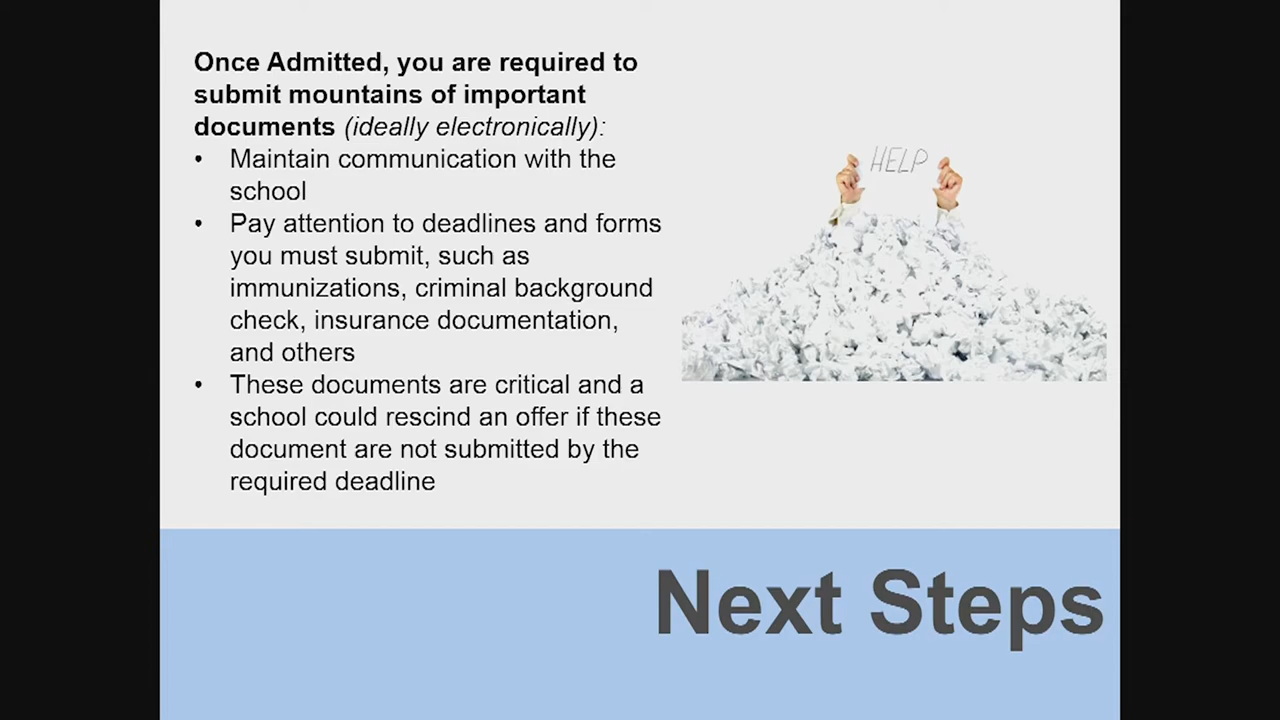 Once Admitted, you are required to
submit mountains of important
documents (ideally electronically):
• Maintain communication with the
school
• Pay attention to deadlines and forms
you must submit, such as
immunizations, criminal background
check, insurance documentation,
and others
• These documents are critical and a
school could rescind an offer if these
document are not submitted by the
required deadline
HELP
Next Steps